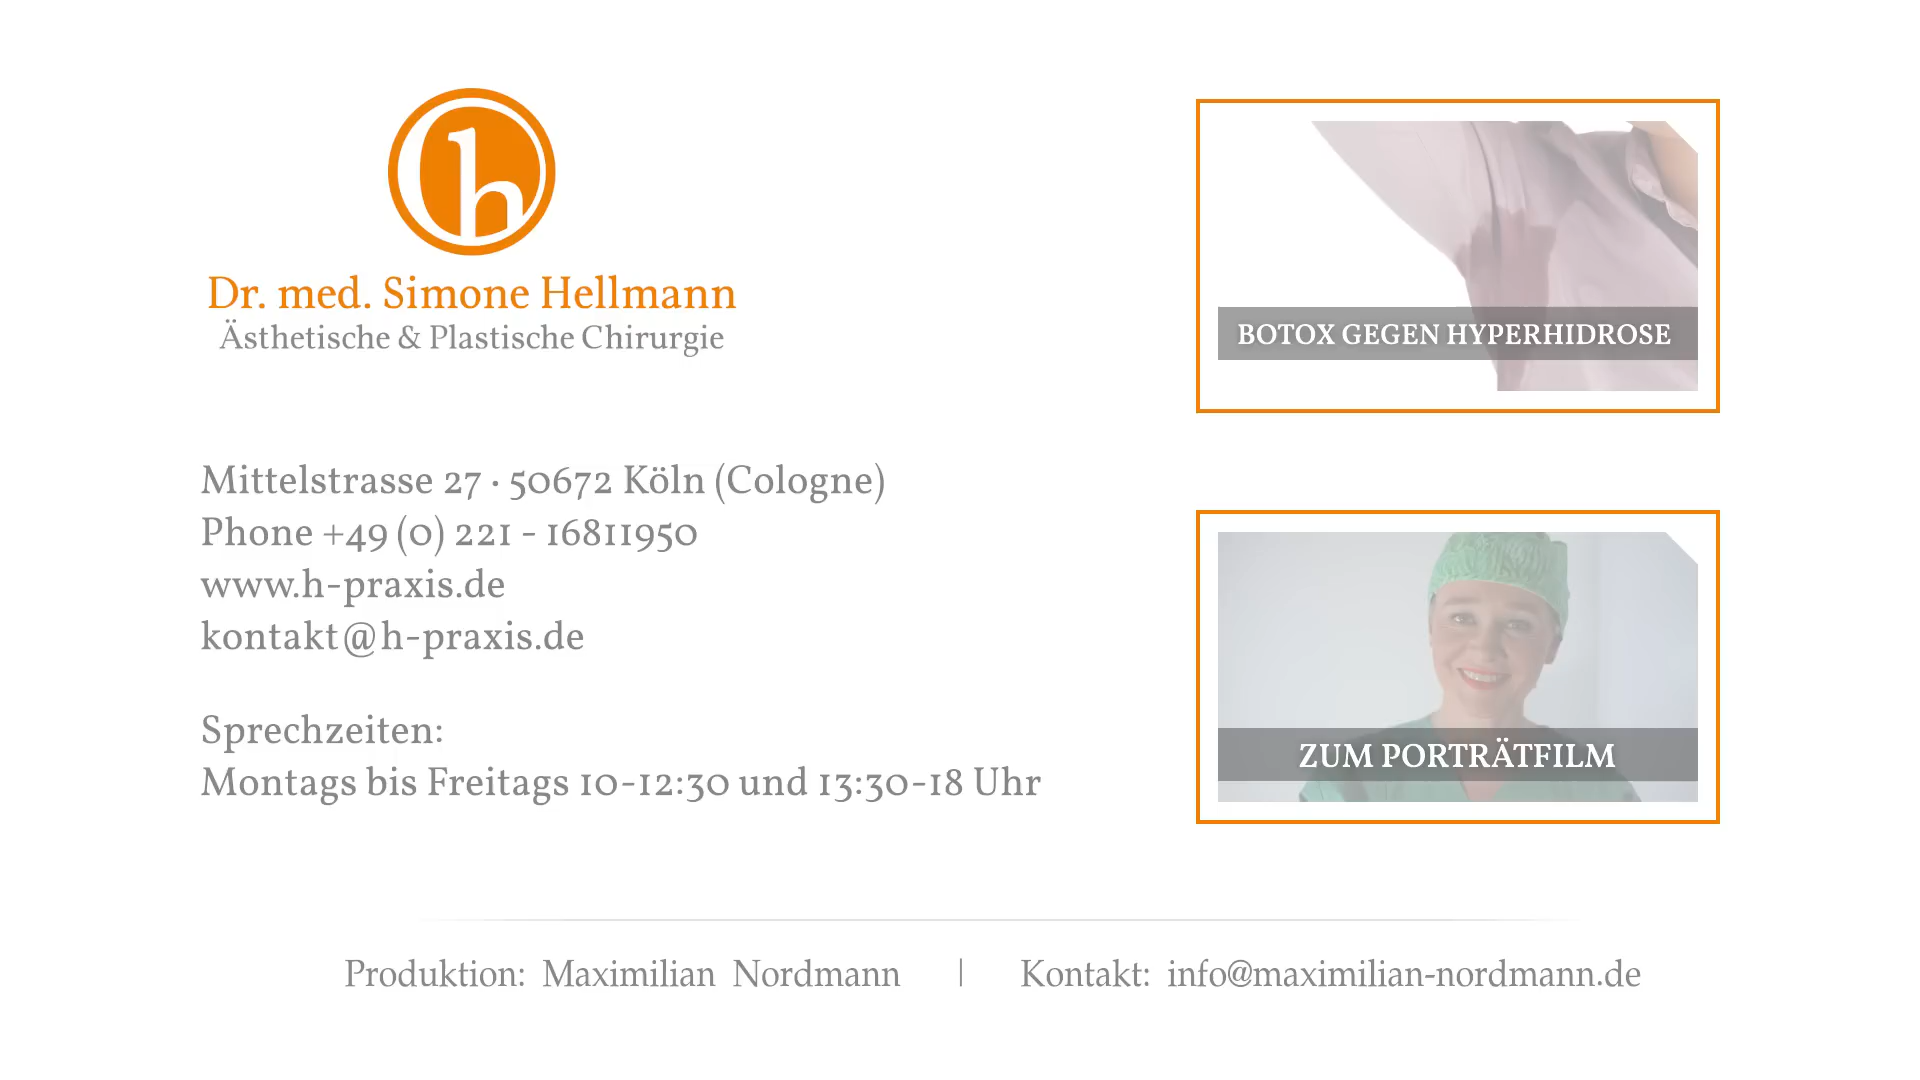 h
Dr. med. Simone Hellmann
Ästhetische & Plastische Chirurgie
Mittelstrasse 27 · 50672 Köln (Cologne)
Phone +49 (0) 221 - 16811950
www.h-praxis.de
kontakt@h-praxis.de
Sprechzeiten:
Montags bis Freitags 10-12:30 und 13:30-18 Uhr
BOTOX GEGEN HYPERHIDROSE
ZUM PORTRÄTFILM
Produktion: Maximilian Nordmann | Kontakt: info@maximilian-nordmann.de